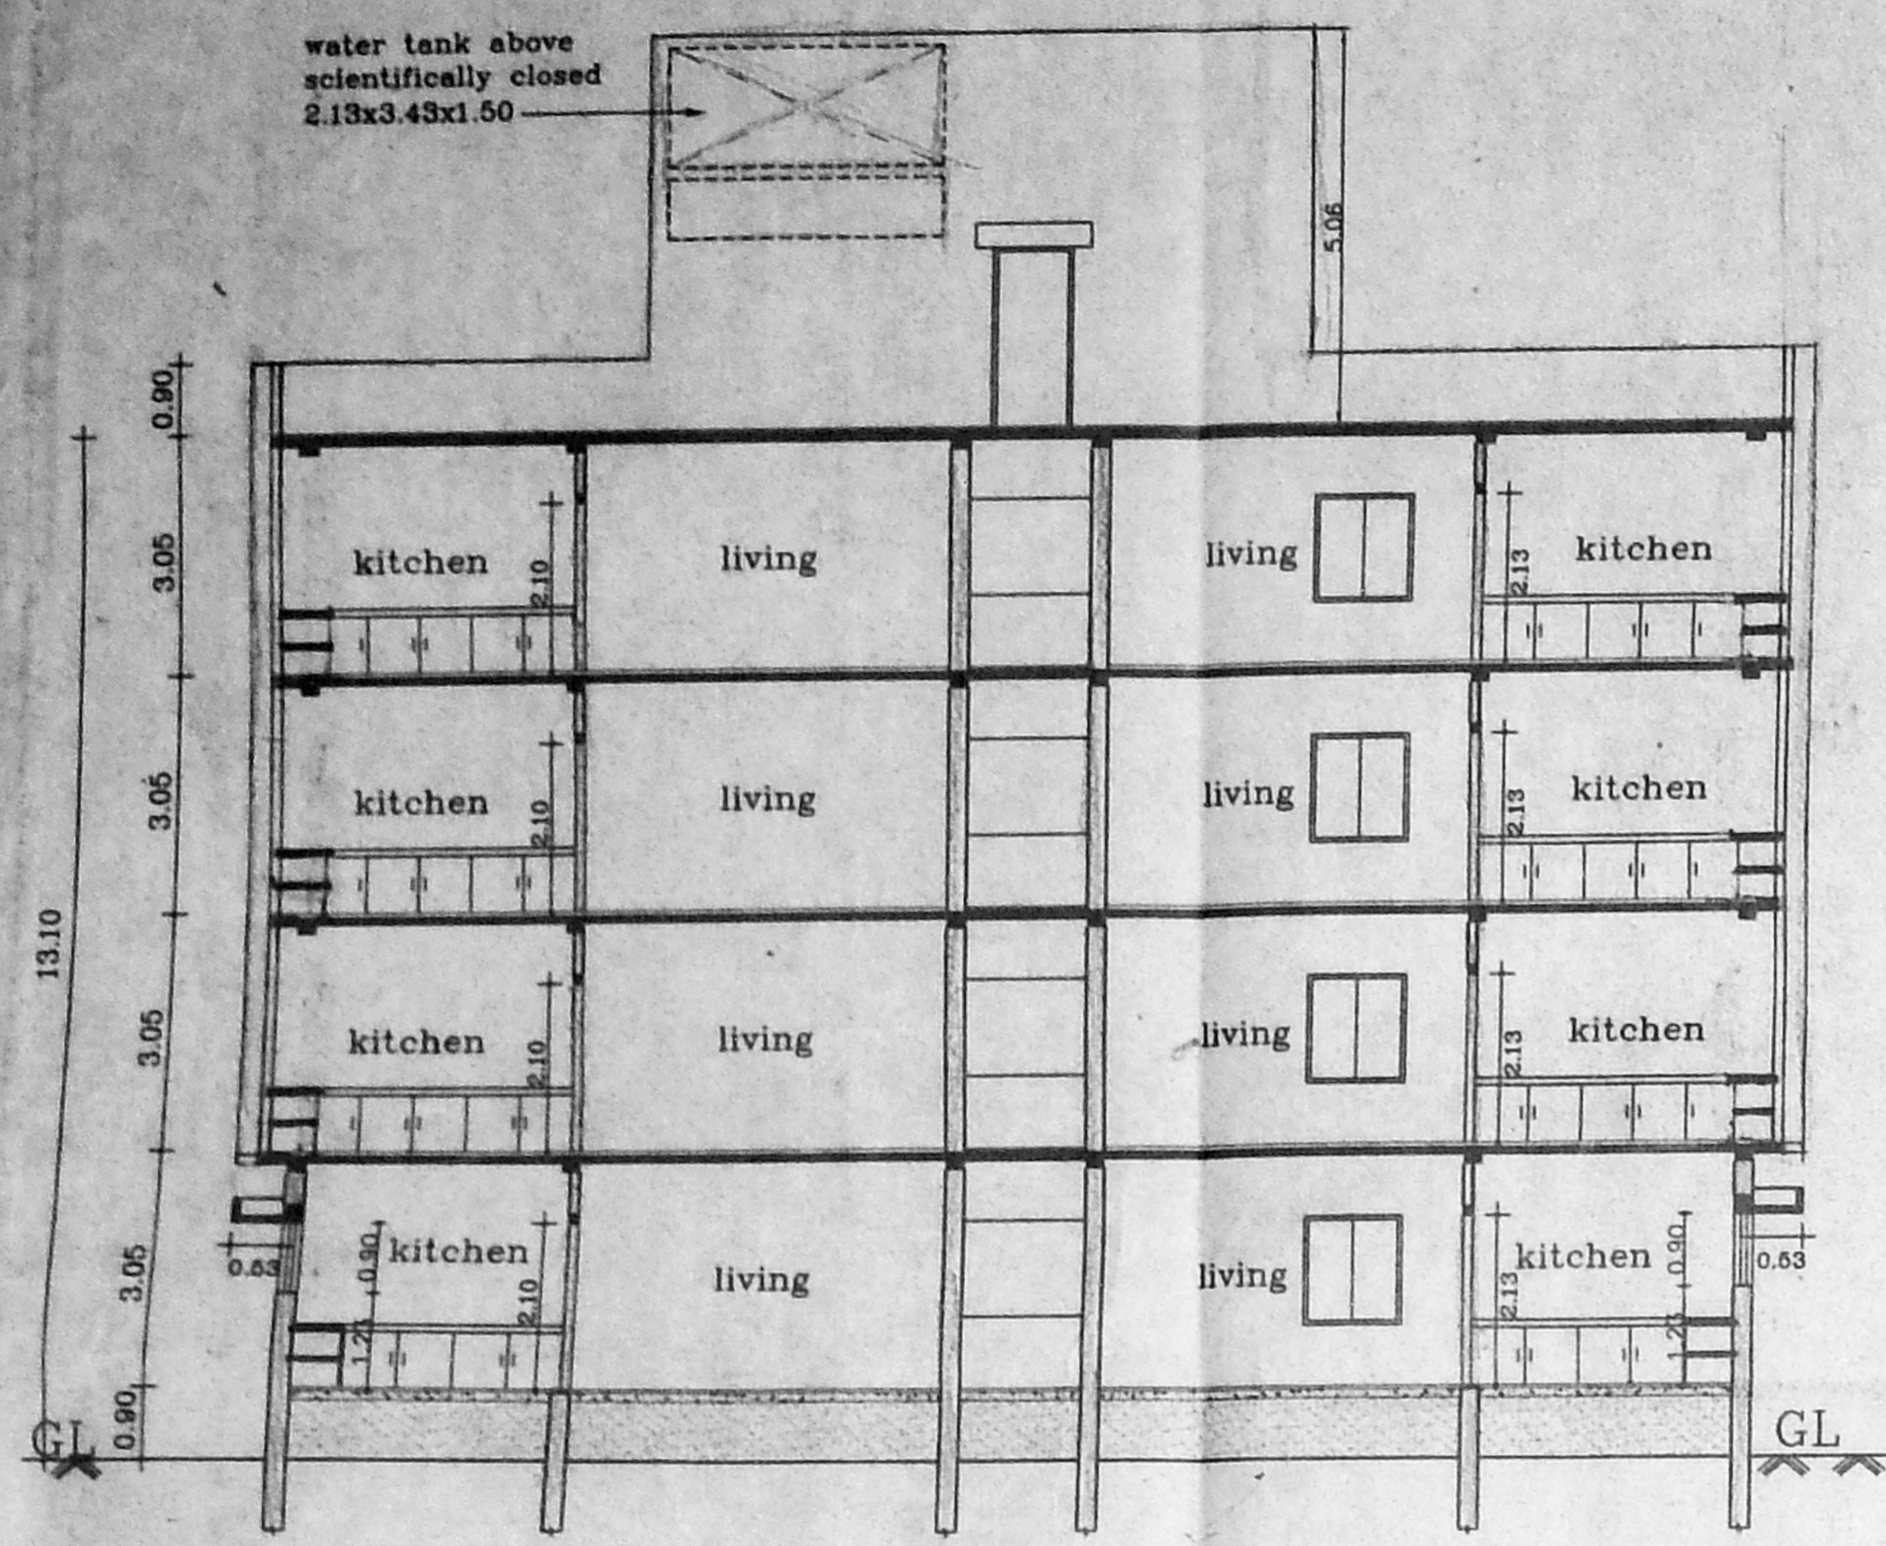 water tank above
scientifically closed
2.13x3.43x1.50
5.06
0.90
3.05
kitchen
2.10
living
living
2.13
kitchen
3.05
kitchen
2.10
living
living
2.13
kitchen
13.10
3.05
kitchen
2.10
living
living
2.13
kitchen
3.05
0.53
0.90
kitchen
1.23
2.10
living
living
2.13
kitchen
0.90
1.23
0.53
0.90
GL
GL